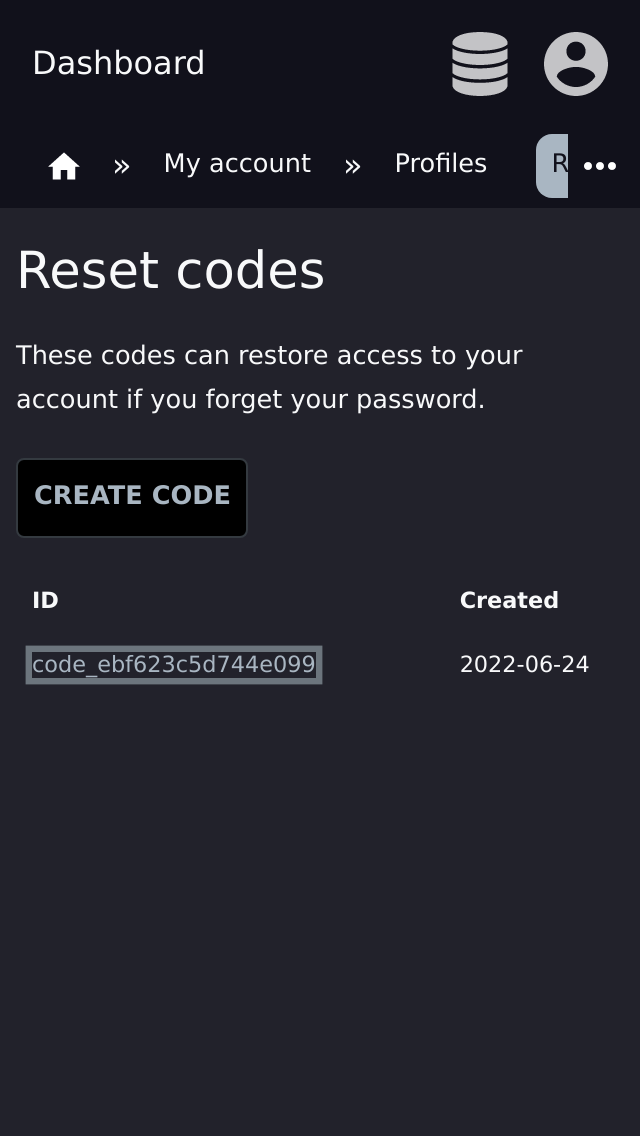 Dashboard
» My account » Profiles R
Reset codes
These codes can restore access to your
account if you forget your password.
CREATE CODE
ID Created
code_ebf623c5d744e099 2022-06-24